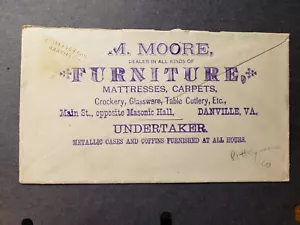 M. MOORE,
DEALER IN ALL KINDS OF
FURNITURE,
MATTRESSES, CARPETS,
Crockery, Glassware, Table Cutlery, Etc.,
Main St., opposite Masonic Hall, DANVILLE, VA.
UNDERTAKER.
METALLIC CASES AND COFFINS FURNISHED AT ALL HOURS.